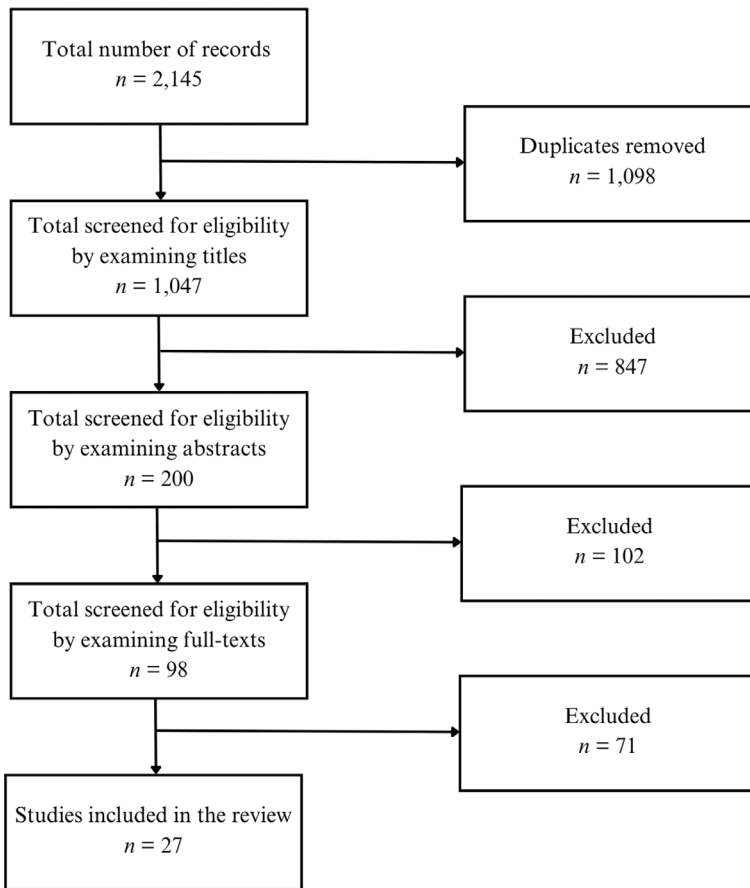 Total number of records
n = 2,145
Duplicates removed
n = 1,098
Total screened for eligibility
by examining titles
n = 1,047
Excluded
n = 847
Total screened for eligibility
by examining abstracts
n = 200
Excluded
n = 102
Total screened for eligibility
by examining full-texts
n = 98
Excluded
n = 71
Studies included in the review
n = 27